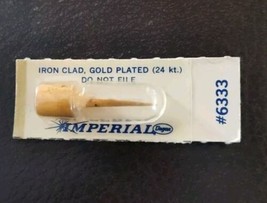 IRON CLAD, GOLD PLATED (24 kt.)
DO NOT FILE
IMPERIAL
#6333